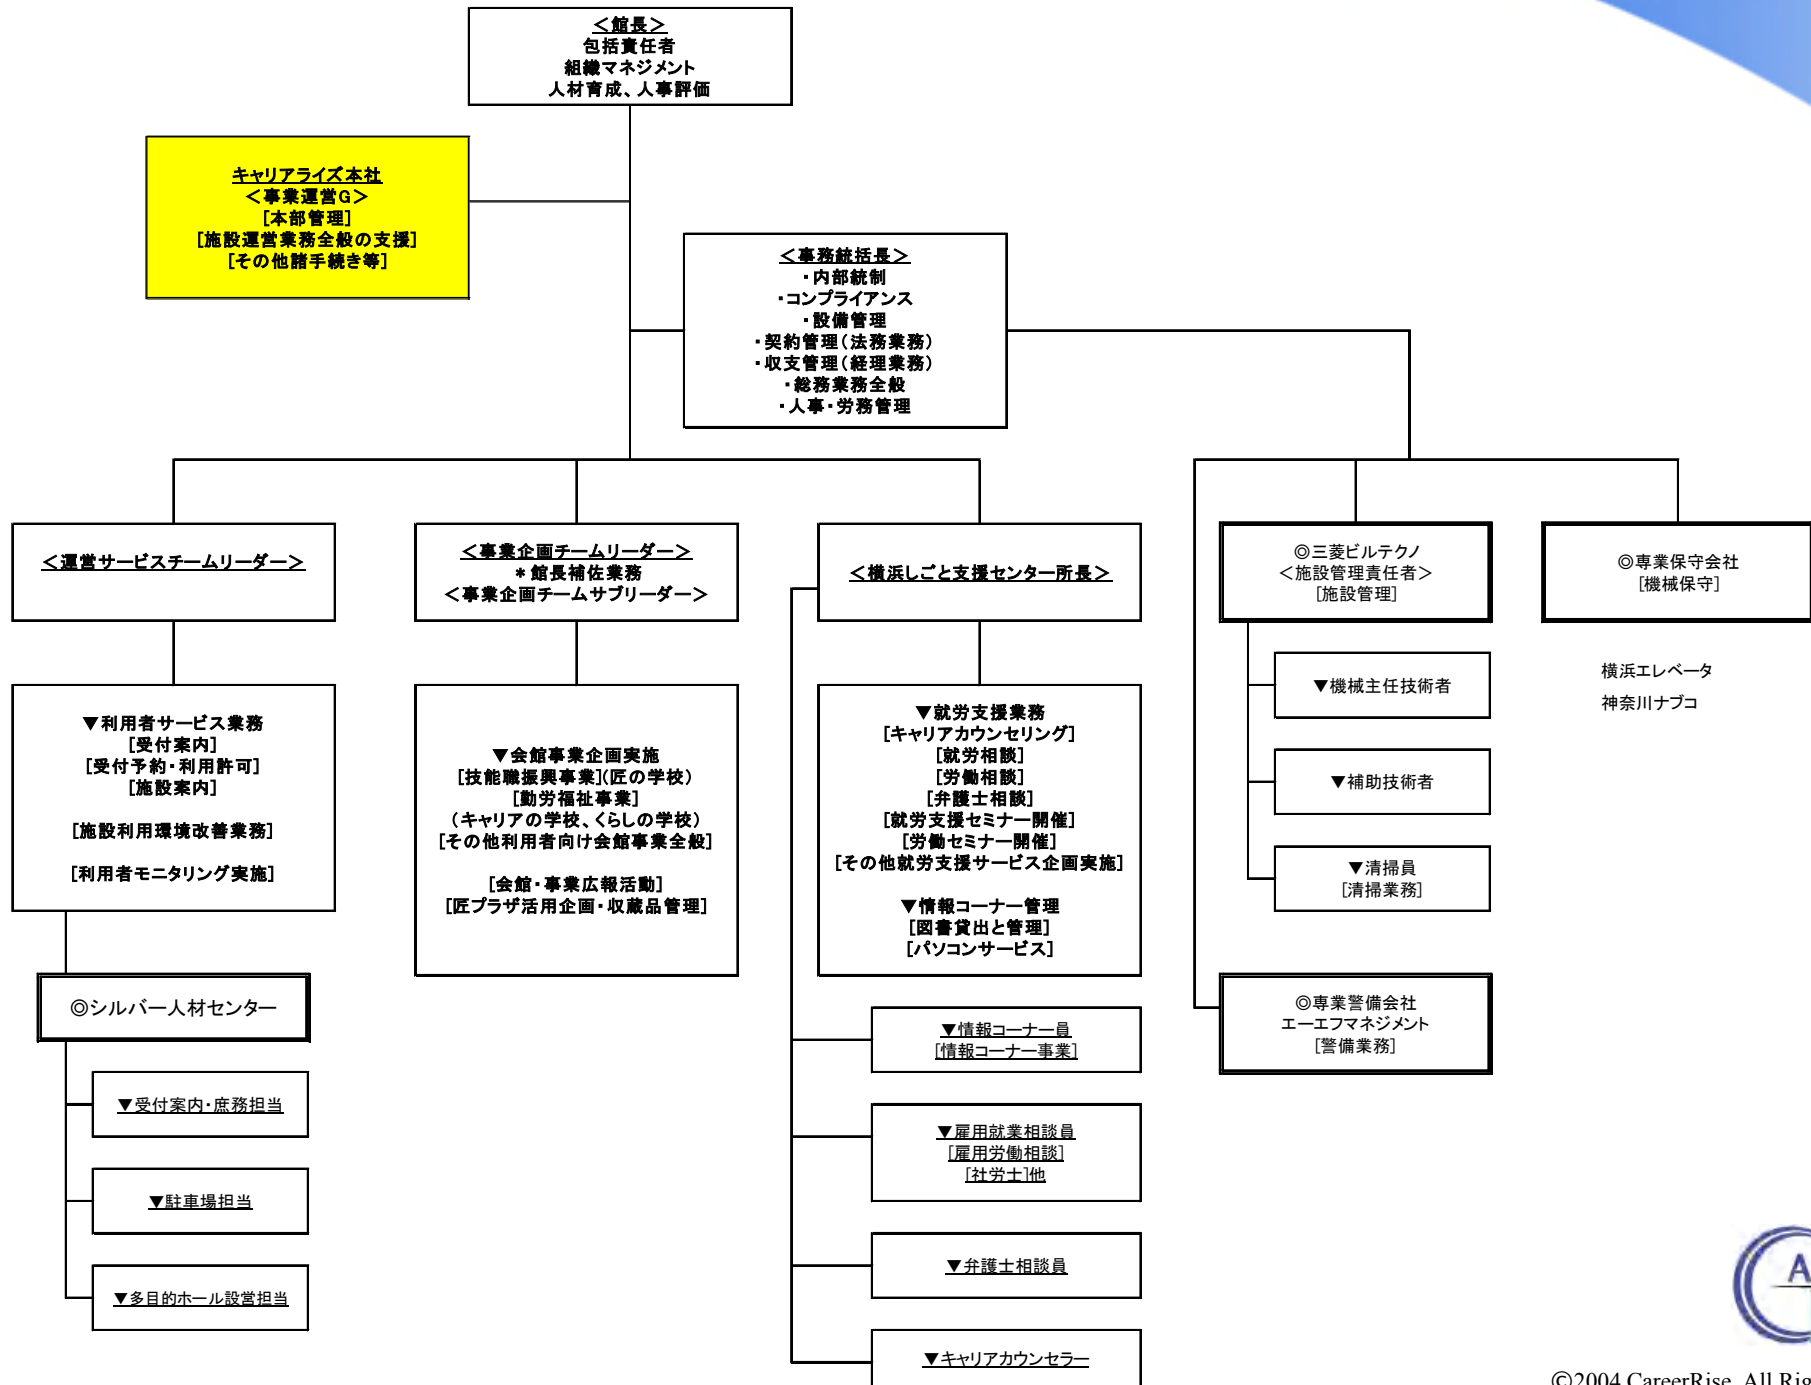 ＜館長＞
包括責任者
組織マネジメント
人材育成、人事評価
キャリアライズ本社
＜事業運営G＞
[本部管理]
[施設運営業務全般の支援]
[その他諸手続き等]
＜事務統括長＞
・内部統制
・コンプライアンス
・設備管理
・契約管理（法務業務）
・収支管理（経理業務）
・総務業務全般
・人事・労務管理
＜運営サービスチームリーダー＞
▼利用者サービス業務
[受付案内]
[受付予約・利用許可]
[施設案内]
[施設利用環境改善業務]
[利用者モニタリング実施]
◎シルバー人材センター
▼受付案内・庶務担当
▼駐車場担当
▼多目的ホール設営担当
＜事業企画チームリーダー＞
＊館長補佐業務
＜事業企画チームサブリーダー＞
▼会館事業企画実施
[技能職振興事業]（匠の学校）
[勤労福祉事業]
（キャリアの学校、くらしの学校）
[その他利用者向け会館事業全般]
[会館・事業広報活動]
[匠プラザ活用企画・収蔵品管理]
＜横浜しごと支援センター所長＞
▼就労支援業務
[キャリアカウンセリング]
[就労相談]
[労働相談]
[弁護士相談]
[就労支援セミナー開催]
[労働セミナー開催]
[その他就労支援サービス企画実施]
▼情報コーナー管理
[図書貸出と管理]
[パソコンサービス]
▼情報コーナー員
[情報コーナー事業]
▼雇用就業相談員
[雇用労働相談]
[社労士]他
▼弁護士相談員
▼キャリアカウンセラー
◎三菱ビルテクノ
＜施設管理責任者＞
[施設管理]
▼機械主任技術者
▼補助技術者
▼清掃員
[清掃業務]
◎専業警備会社
エーエフマネジメント
[警備業務]
◎専業保守会社
[機械保守]
横浜エレベータ
神奈川ナブコ
A
©2004 CareerRise. All Rig